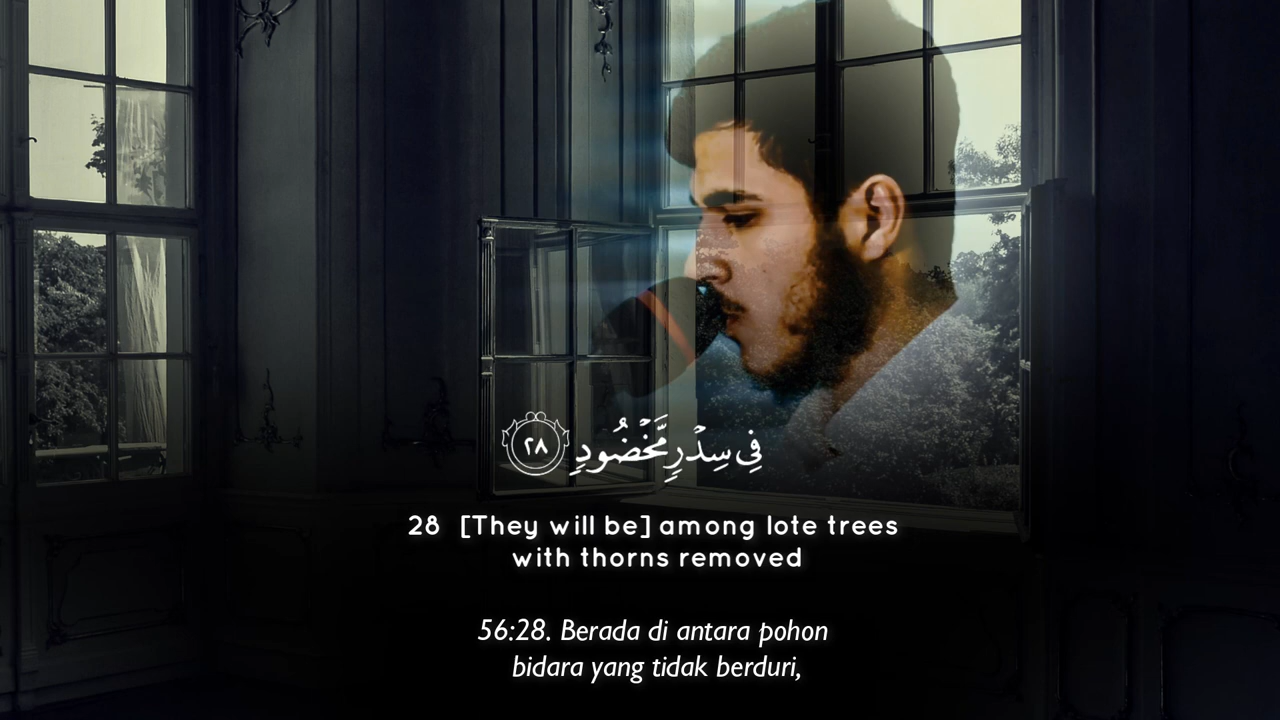 فِي سِدۡرٖ مَّخۡضُودٖ ٢٨
28 [They will be] among lote trees
with thorns removed
56:28. Berada di antara pohon
bidara yang tidak berduri,